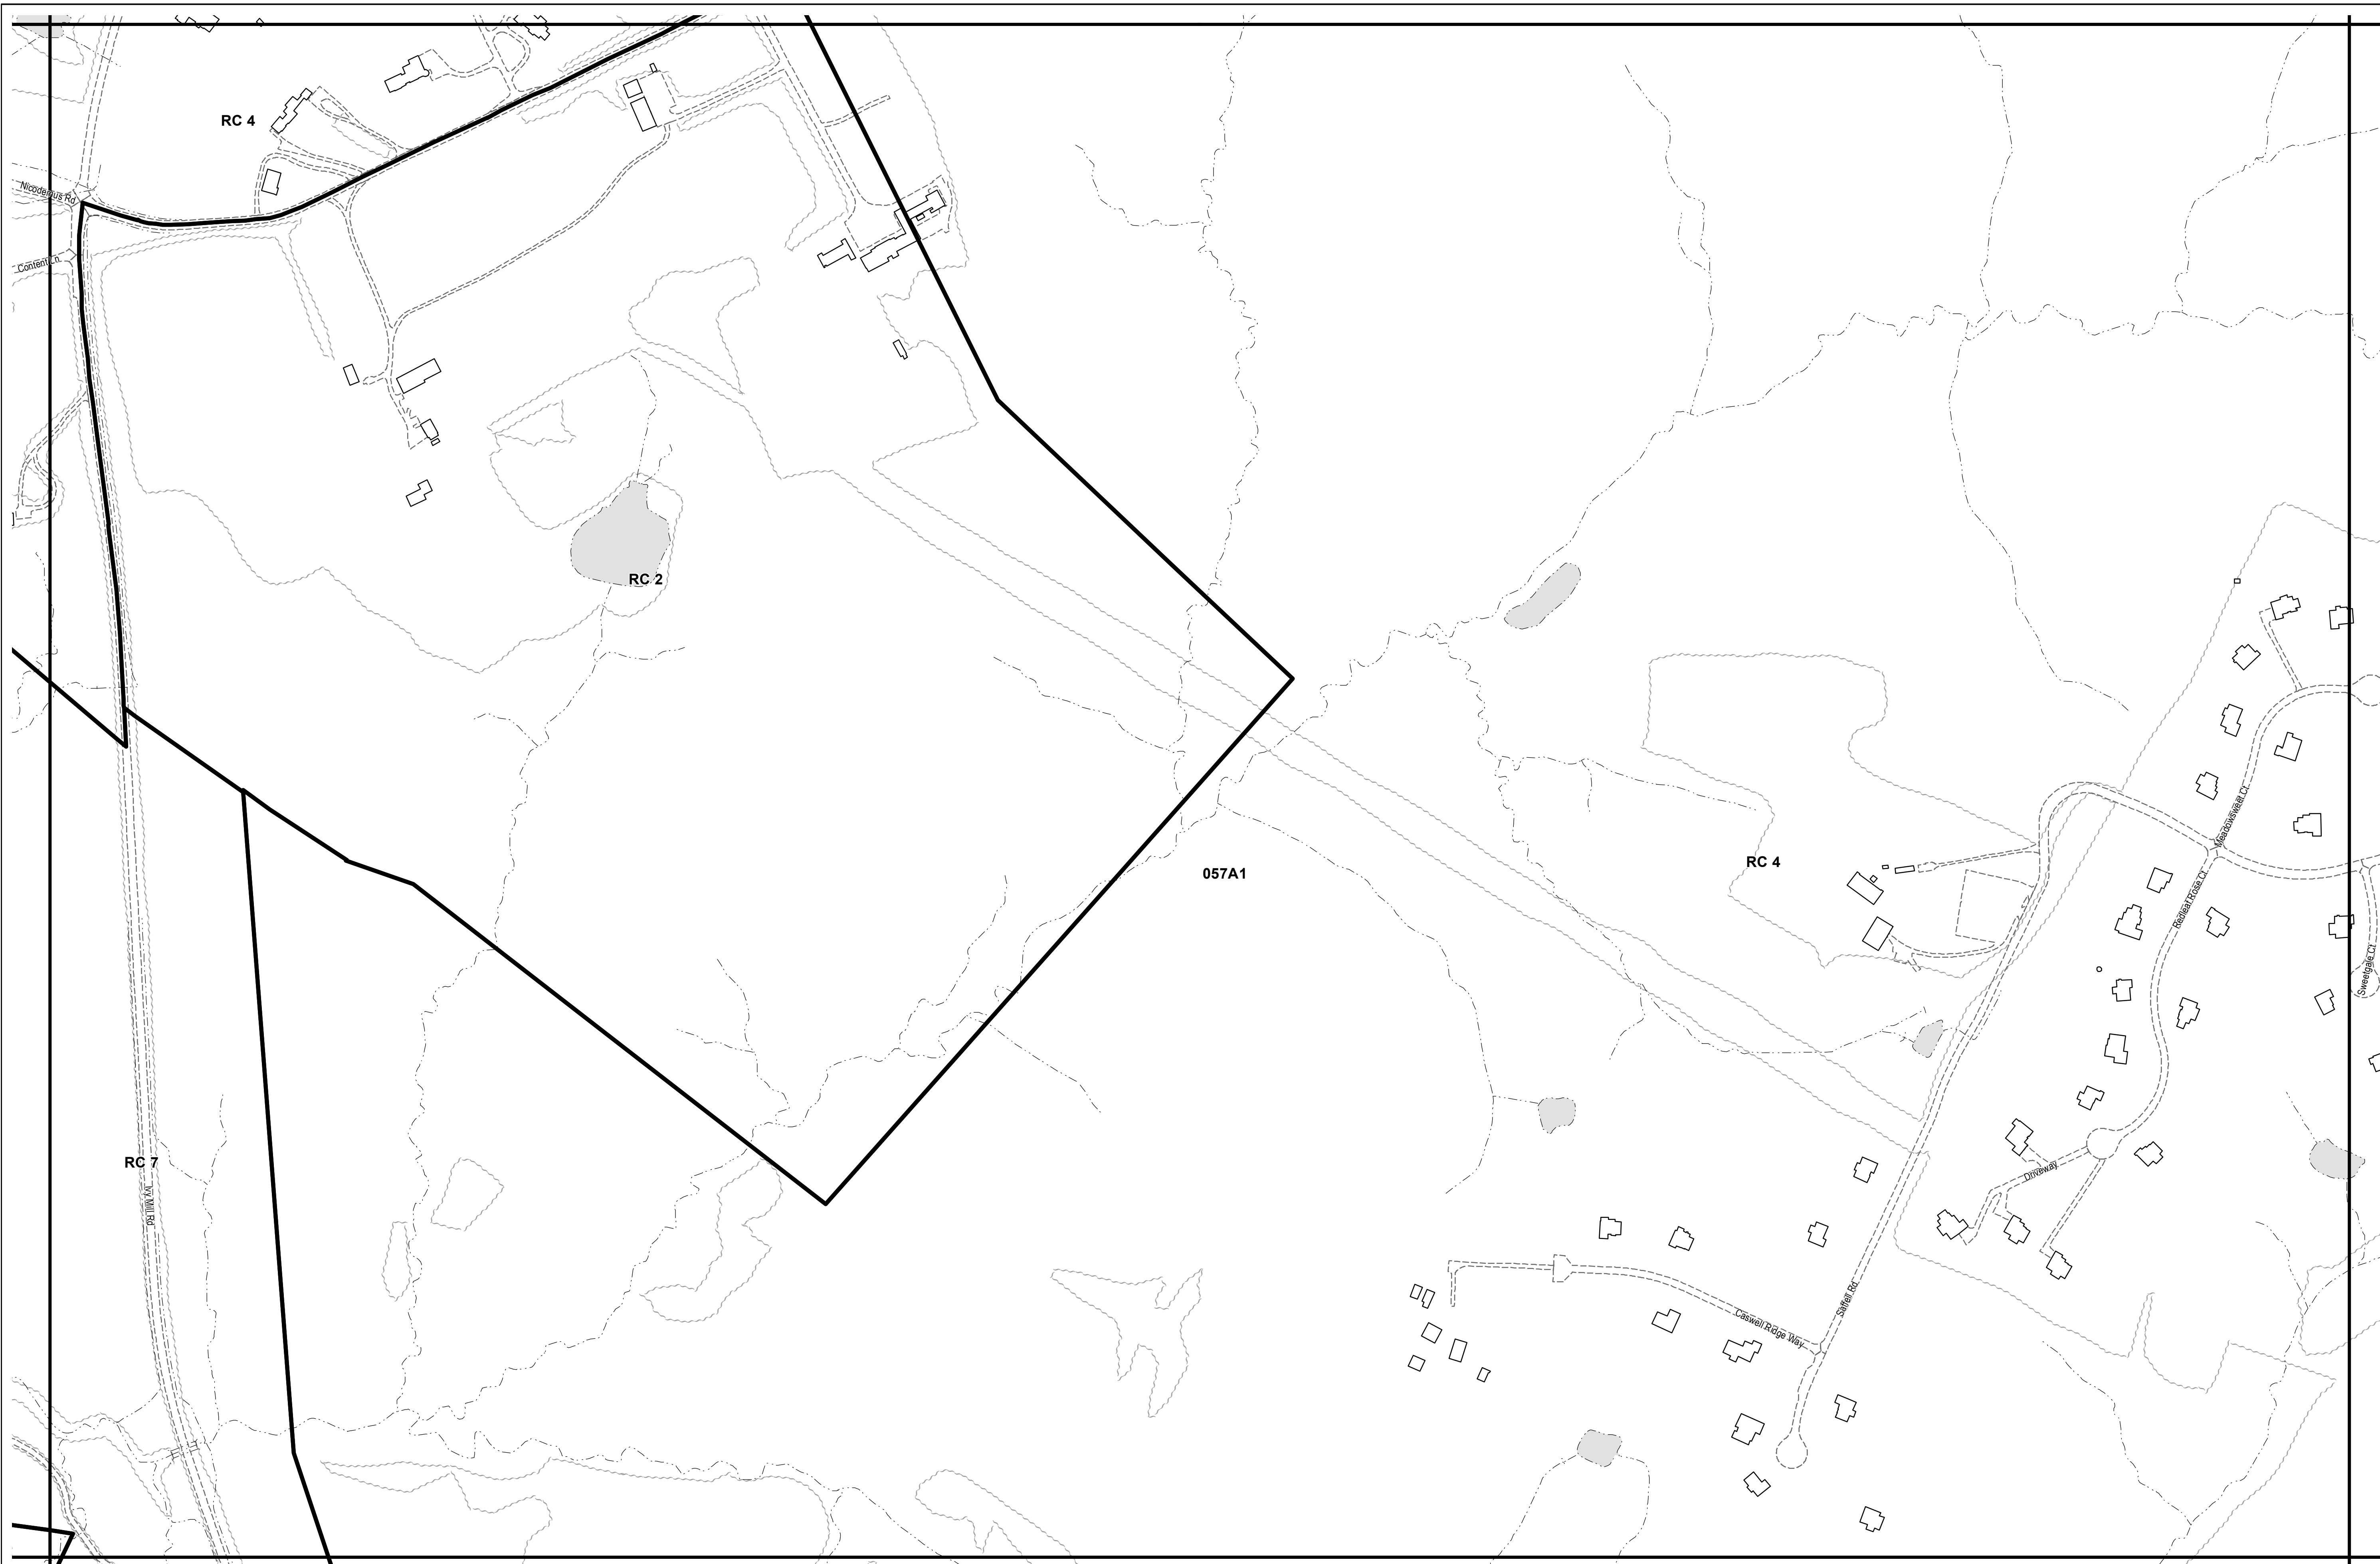 RC 4
Nicodemus Rd
Content Ln
RC 2
Meadowsweet Ct
057A1
RC 4
Redleaf Rose Ct
Sweetgale Ct
RC 7
Driveway
Ivy Mill Rd
Saffell Rd
Caswell Ridge Way